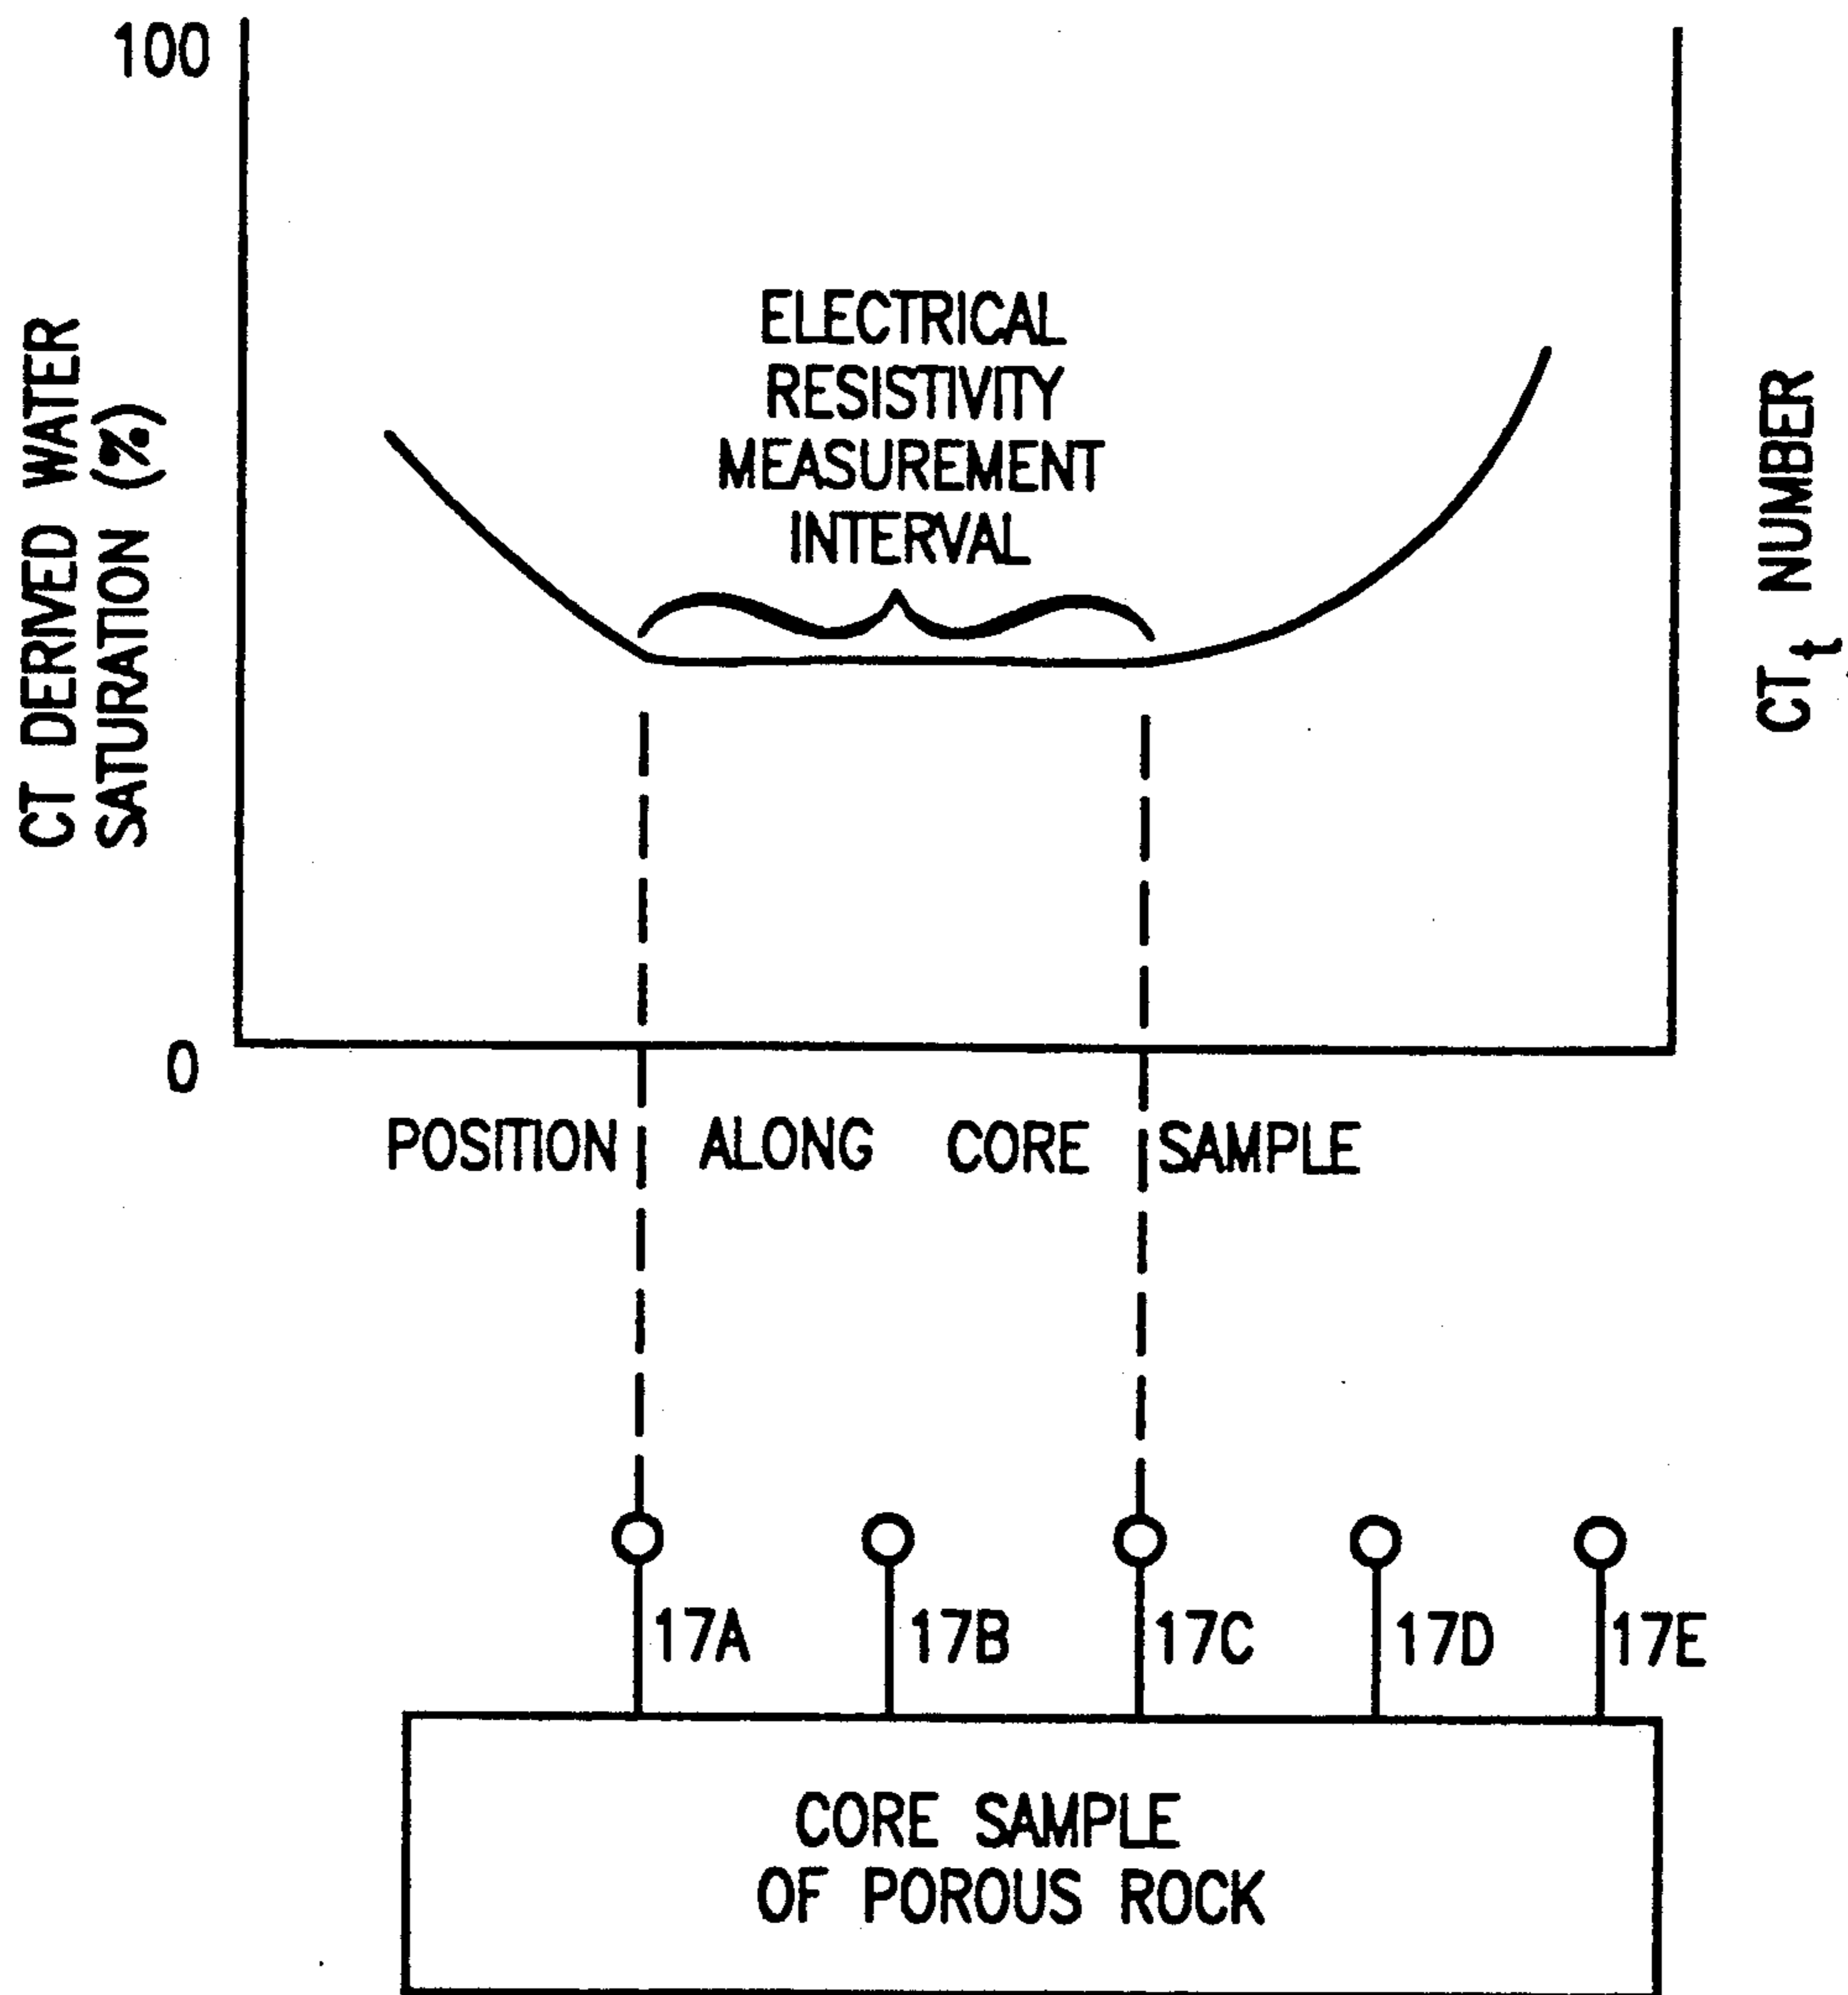 100
CT DERIVED WATER
SATURATION (%)
ELECTRICAL
RESISTIVITY
MEASUREMENT
INTERVAL
CT t NUMBER
0
POSITION ALONG CORE SAMPLE
17A 17B 17C 17D 17E
CORE SAMPLE
OF POROUS ROCK